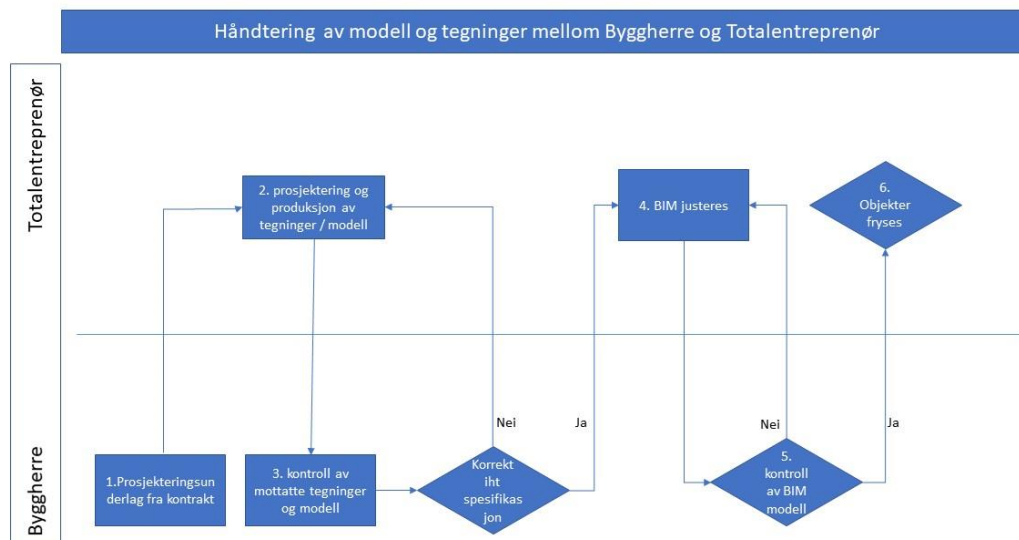 Håndtering av modell og tegninger mellom Byggherre og Totalentreprenør
Totalentreprenør
2. prosjektering og
produksjon av
tegninger / modell
4. BIM justeres
6.
Objekter
fryses
Byggherre
Nei
Ja
Nei
Ja
1.Prosjekteringsun
derlag fra kontrakt
3. kontroll av
mottatte tegninger
og modell
Korrekt
iht
spesifikas
jon
5.
kontroll
av BIM
modell